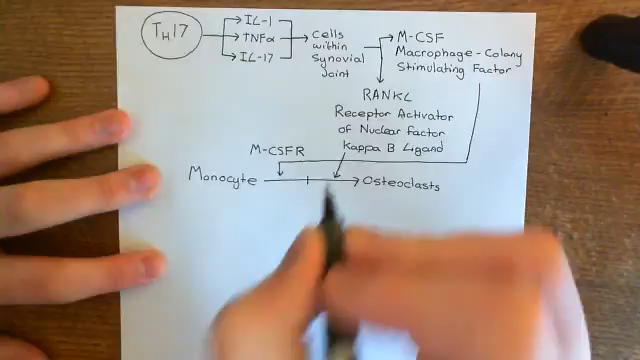 TH17
IL-1
TNFα
IL-17
Cells
within
Synovial
Joint
M-CSF
Macrophage-Colony
Stimulating Factor
RANKL
Receptor Activator
of Nuclear factor
Kappa B Ligand
M-CSFR
Monocyte
Osteoclasts